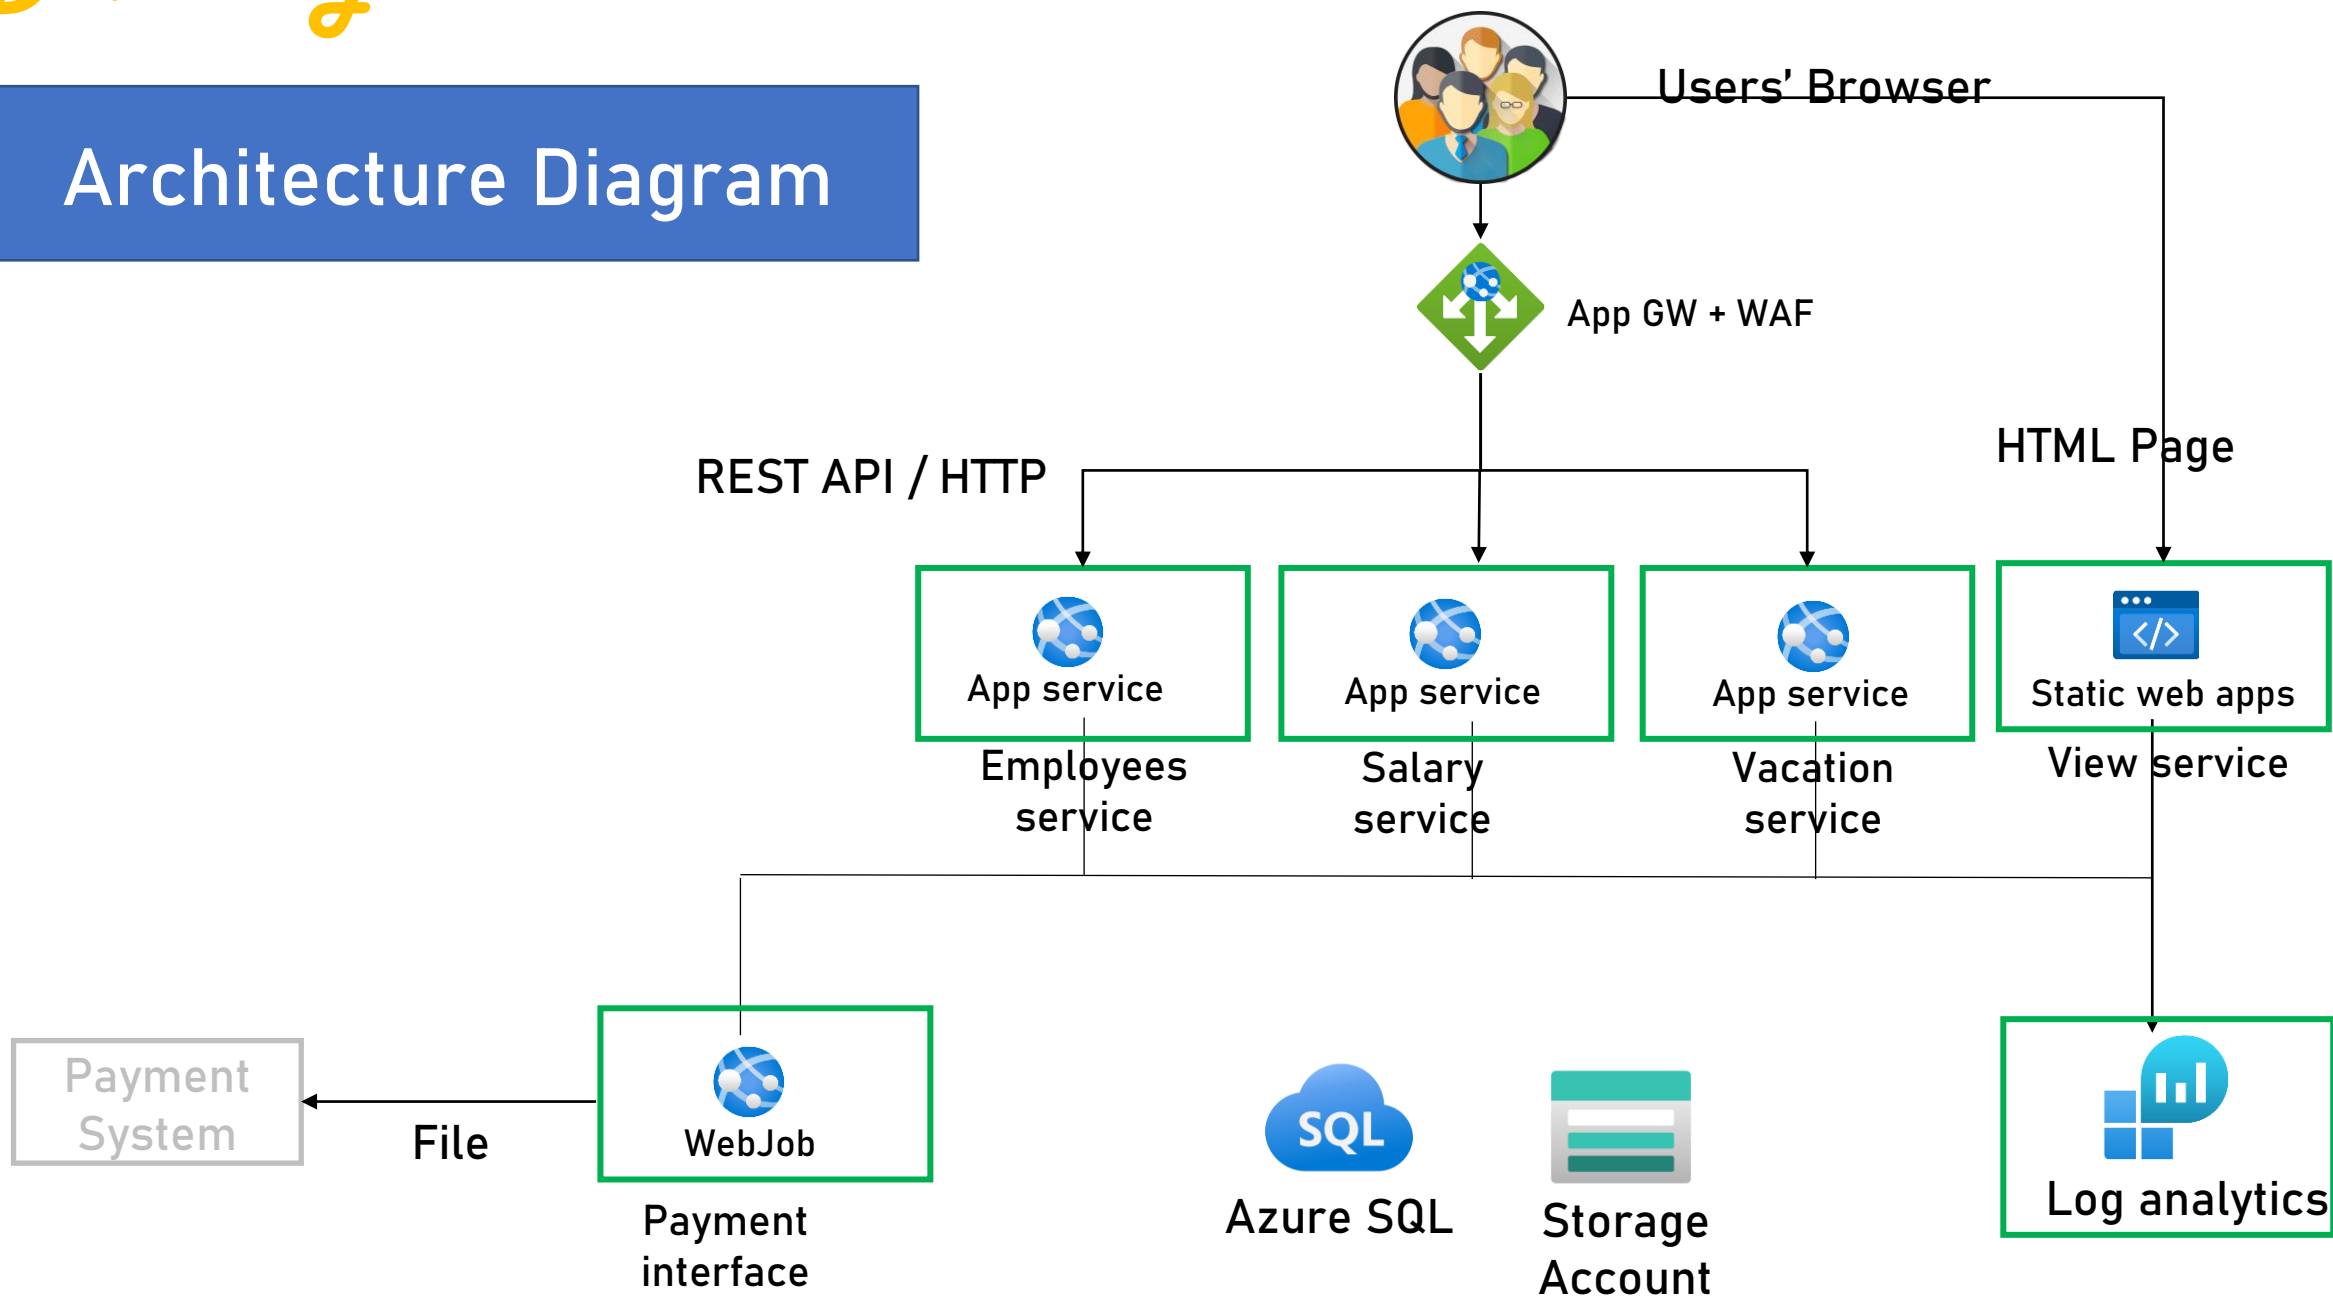 Users' Browser
Architecture Diagram
App GW + WAF
HTML Page
REST API / HTTP
App service
App service
App service
Static web apps
Employees
service
Salary
service
Vacation
service
View service
Payment
System
File
WebJob
SQL
Payment
interface
Azure SQL
Storage
Account
Log analytics